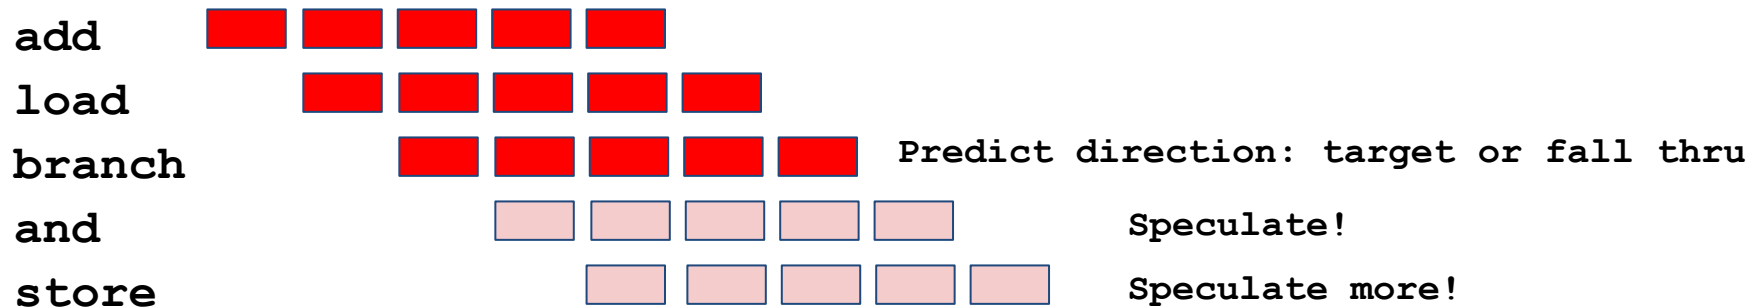 add
load
branch Predict direction: target or fall thru
and Speculate!
store Speculate more!